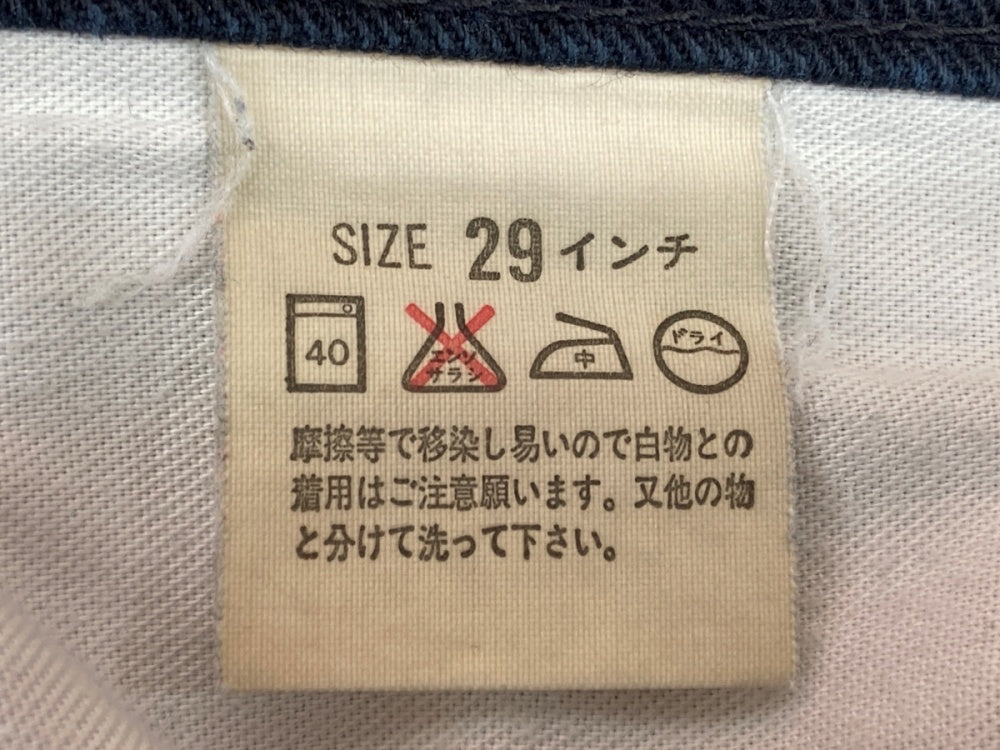 SIZE 29インチ
40 エンソ サラシ 中 ドライ
摩擦等で移染し易いので白物との
着用はご注意願います。又他の物
と分けて洗って下さい。